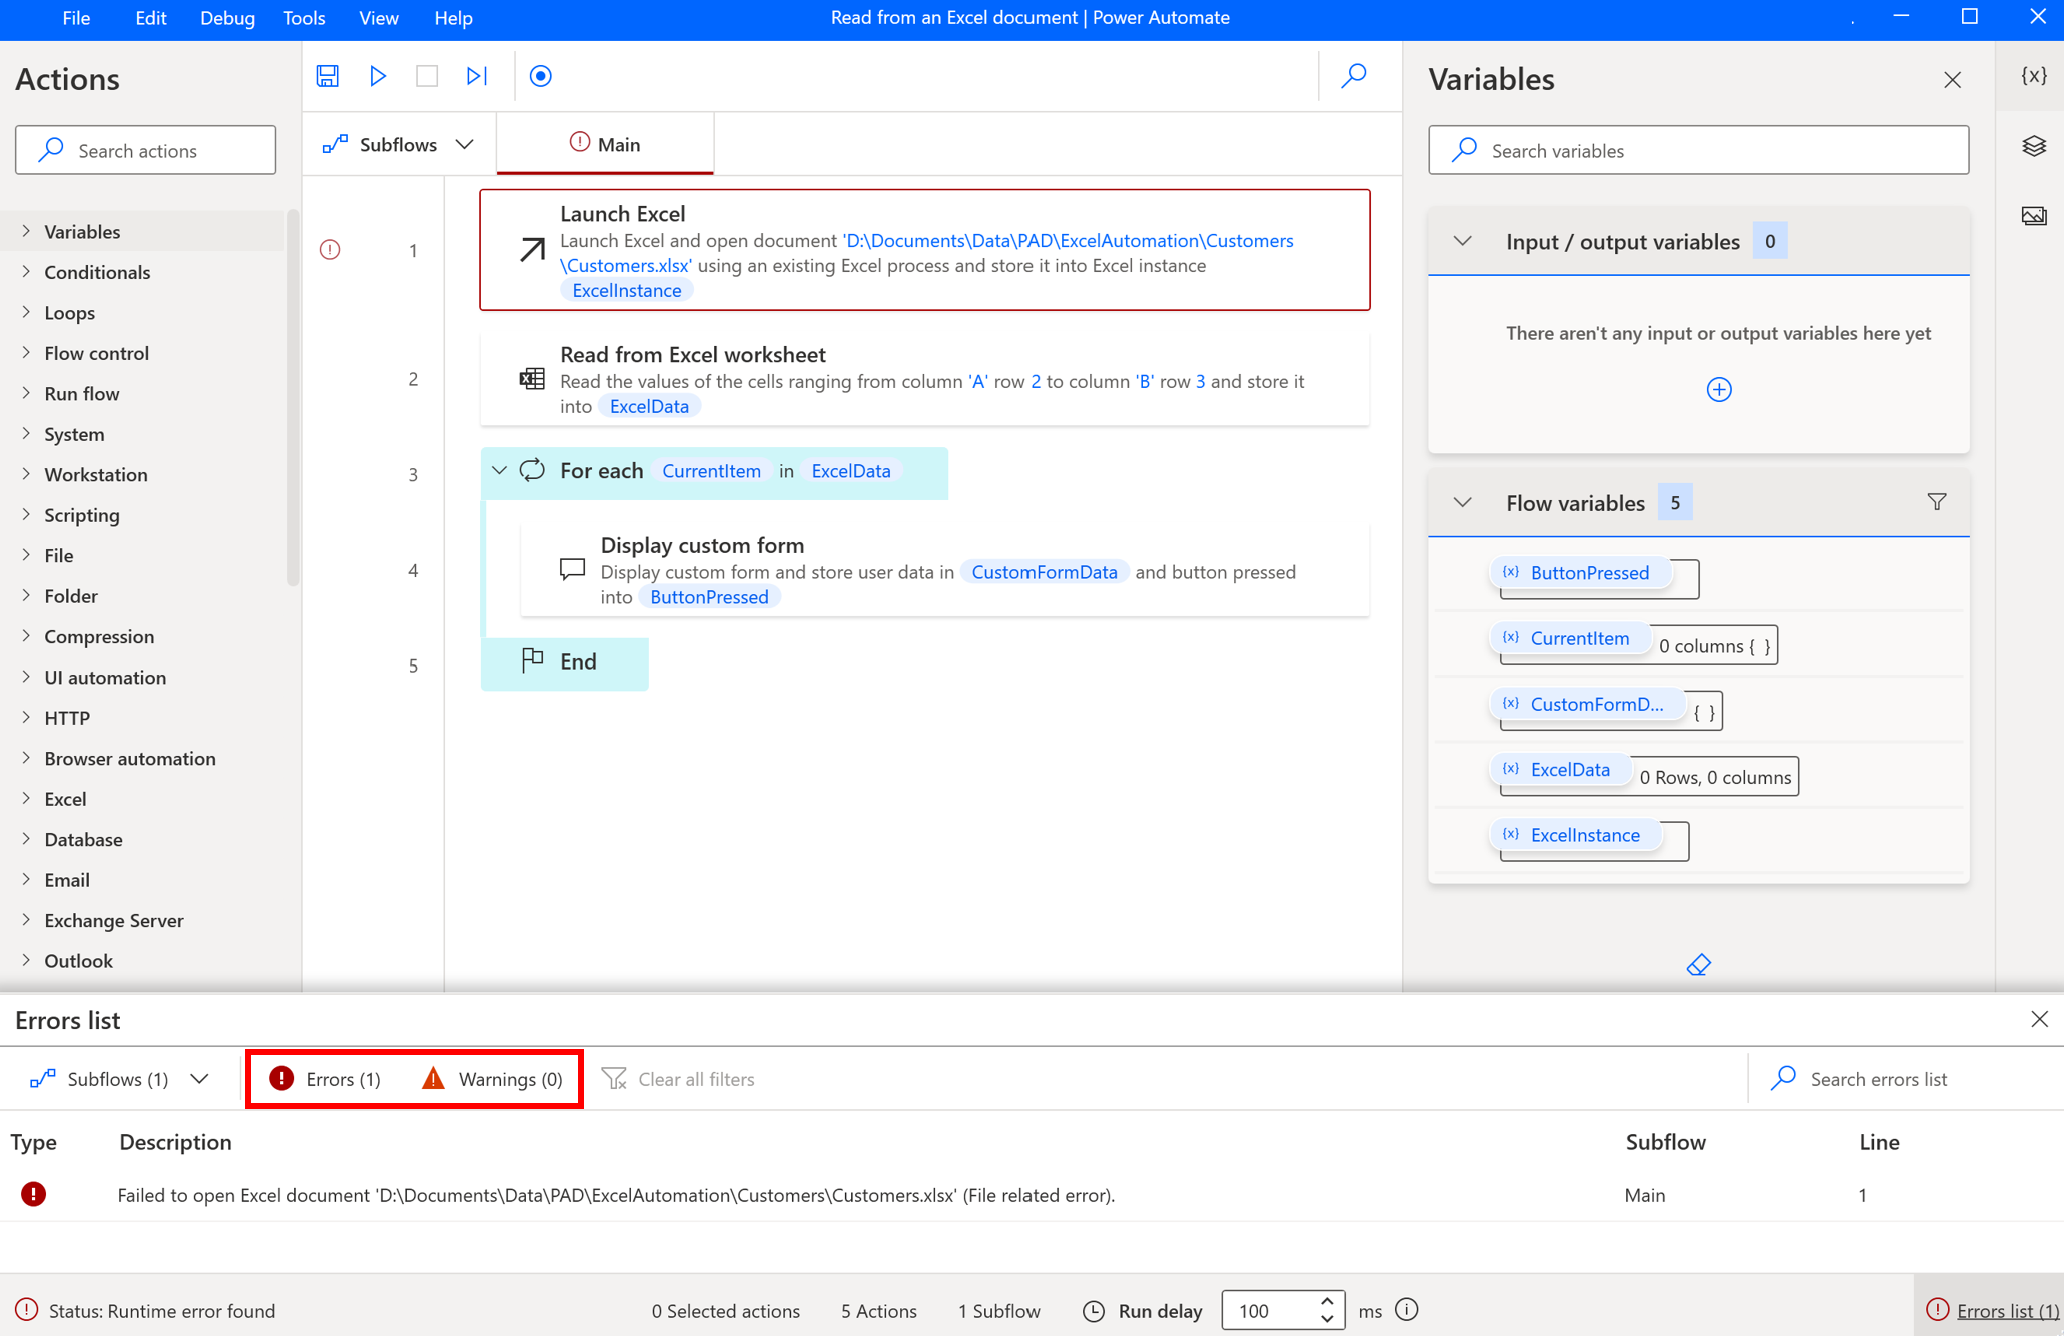 File Edit Debug Tools View Help
Read from an Excel document | Power Automate
Actions
Search actions
Variables
Conditionals
Loops
Flow control
Run flow
System
Workstation
Scripting
File
Folder
Compression
UI automation
HTTP
Browser automation
Excel
Database
Email
Exchange Server
Outlook
Subflows
Main
1
Launch Excel
Launch Excel and open document 'D:\Documents\Data\PAD\ExcelAutomation\Customers
\Customers.xlsx' using an existing Excel process and store it into Excel instance
ExcelInstance
2
Read from Excel worksheet
Read the values of the cells ranging from column 'A' row 2 to column 'B' row 3 and store it
into ExcelData
3
For each CurrentItem in ExcelData
4
Display custom form
Display custom form and store user data in CustomFormData and button pressed
into ButtonPressed
5
End
Variables
{x}
Search variables
Input / output variables 0
There aren't any input or output variables here yet
Flow variables 5
{x} ButtonPressed
{x} CurrentItem 0 columns { }
{x} CustomFormD... { }
{x} ExcelData 0 Rows, 0 columns
{x} ExcelInstance
Errors list
Subflows (1) Errors (1) Warnings (0) Clear all filters Search errors list
Type Description Subflow Line
Failed to open Excel document 'D:\Documents\Data\PAD\ExcelAutomation\Customers\Customers.xlsx' (File related error). Main 1
Status: Runtime error found 0 Selected actions 5 Actions 1 Subflow Run delay 100 ms Errors list (1)